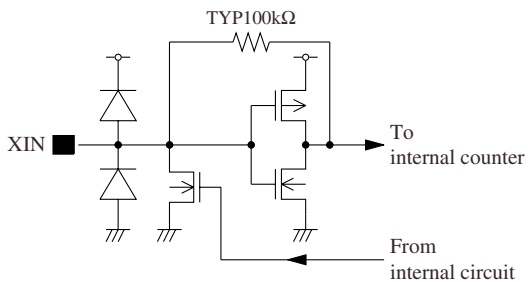 TYP100kΩ
XIN
To
internal counter
From
internal circuit